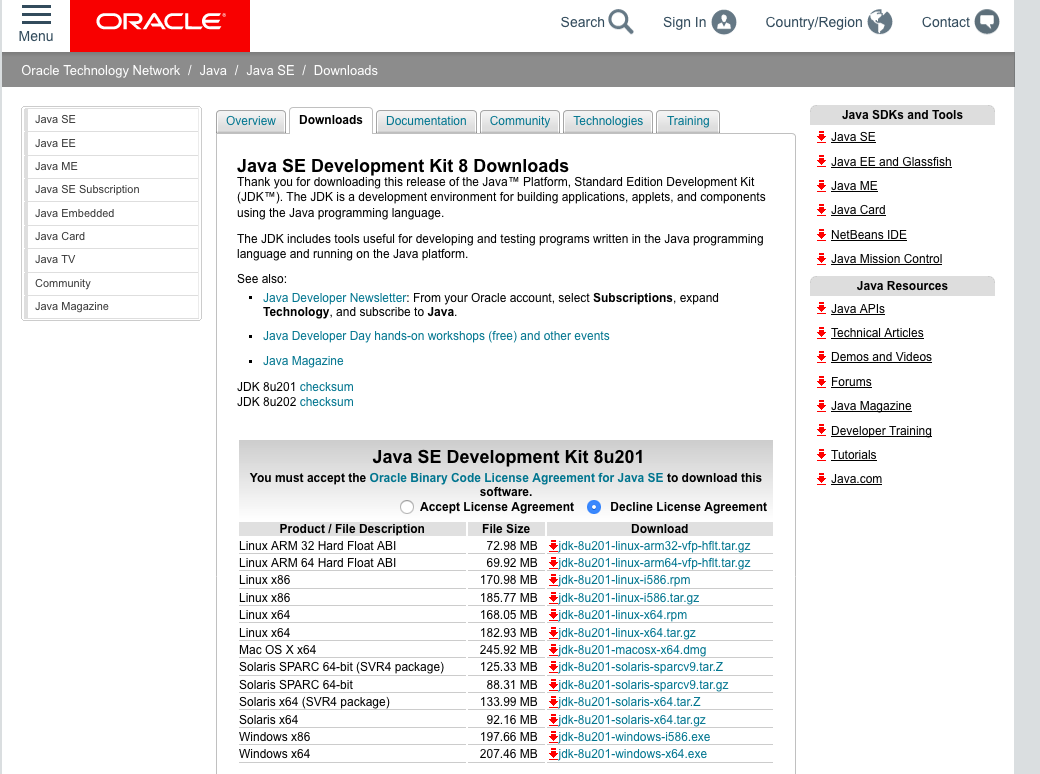 Menu
ORACLE®
Search
Sign In
Country/Region
Contact
Oracle Technology Network / Java / Java SE / Downloads
Java SE
Java EE
Java ME
Java SE Subscription
Java Embedded
Java Card
Java TV
Community
Java Magazine
Overview
Downloads
Documentation
Community
Technologies
Training
Java SE Development Kit 8 Downloads
Thank you for downloading this release of the Java™ Platform, Standard Edition Development Kit
(JDK™). The JDK is a development environment for building applications, applets, and components
using the Java programming language.
The JDK includes tools useful for developing and testing programs written in the Java programming
language and running on the Java platform.
See also:
Java Developer Newsletter: From your Oracle account, select Subscriptions, expand
Technology, and subscribe to Java.
Java Developer Day hands-on workshops (free) and other events
Java Magazine
JDK 8u201 checksum
JDK 8u202 checksum
Java SE Development Kit 8u201
You must accept the Oracle Binary Code License Agreement for Java SE to download this
software.
Accept License Agreement Decline License Agreement
Product / File Description File Size Download
Linux ARM 32 Hard Float ABI 72.98 MB jdk-8u201-linux-arm32-vfp-hflt.tar.gz
Linux ARM 64 Hard Float ABI 69.92 MB jdk-8u201-linux-arm64-vfp-hflt.tar.gz
Linux x86 170.98 MB jdk-8u201-linux-i586.rpm
Linux x86 185.77 MB jdk-8u201-linux-i586.tar.gz
Linux x64 168.05 MB jdk-8u201-linux-x64.rpm
Linux x64 182.93 MB jdk-8u201-linux-x64.tar.gz
Mac OS X x64 245.92 MB jdk-8u201-macosx-x64.dmg
Solaris SPARC 64-bit (SVR4 package) 125.33 MB jdk-8u201-solaris-sparcv9.tar.Z
Solaris SPARC 64-bit 88.31 MB jdk-8u201-solaris-sparcv9.tar.gz
Solaris x64 (SVR4 package) 133.99 MB jdk-8u201-solaris-x64.tar.Z
Solaris x64 92.16 MB jdk-8u201-solaris-x64.tar.gz
Windows x86 197.66 MB jdk-8u201-windows-i586.exe
Windows x64 207.46 MB jdk-8u201-windows-x64.exe
Java SDKs and Tools
Java SE
Java EE and Glassfish
Java ME
Java Card
NetBeans IDE
Java Mission Control
Java Resources
Java APIs
Technical Articles
Demos and Videos
Forums
Java Magazine
Developer Training
Tutorials
Java.com